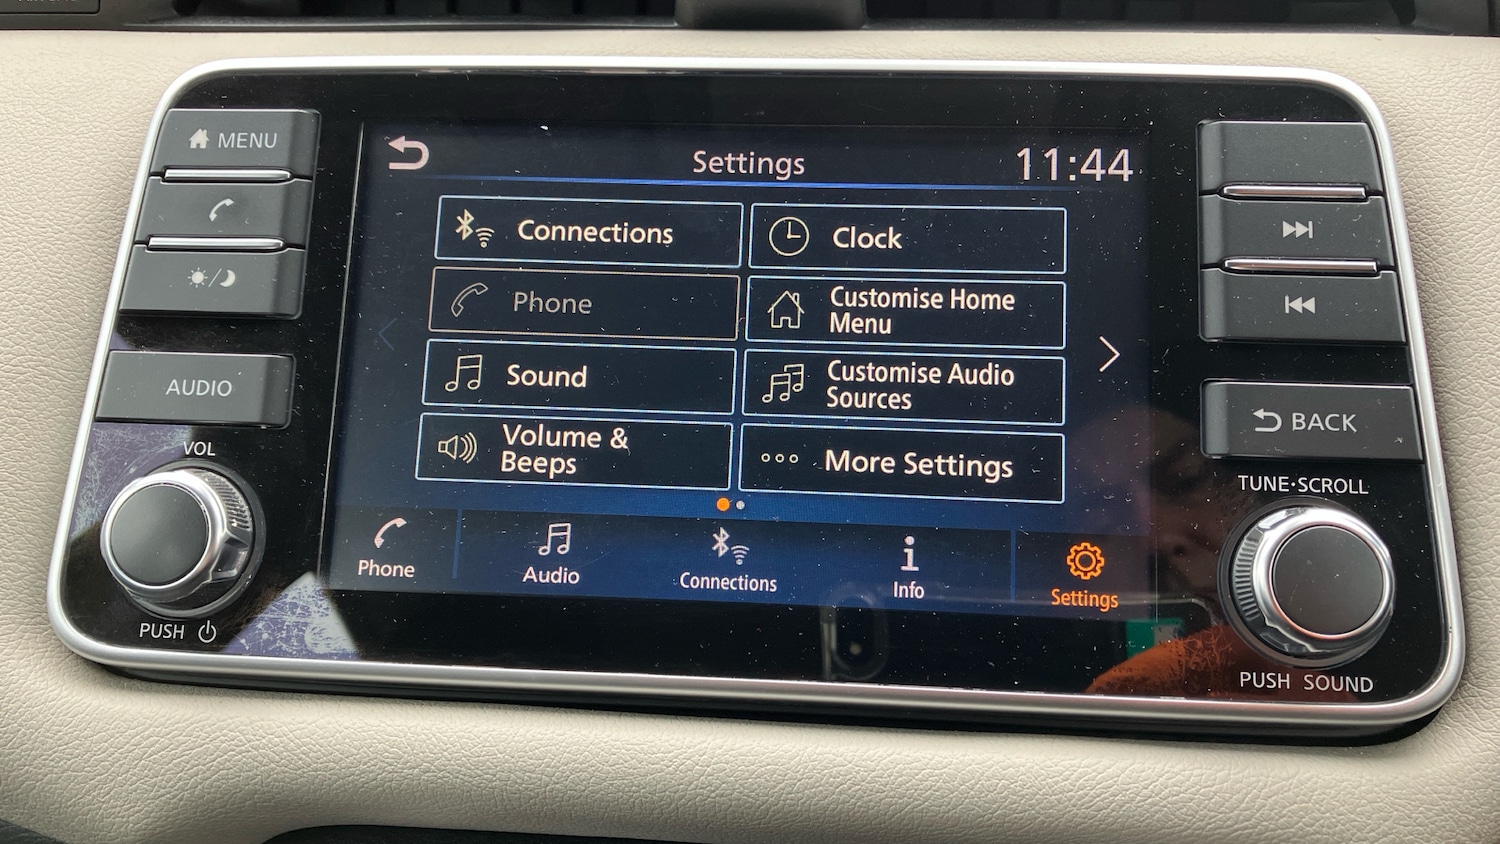 MENU
AUDIO
VOL
PUSH
Settings
11:44
Connections
Clock
Phone
Customise Home
Menu
Sound
Customise Audio
Sources
Volume &
Beeps
More Settings
Phone
Audio
Connections
Info
Settings
BACK
TUNE·SCROLL
PUSH SOUND